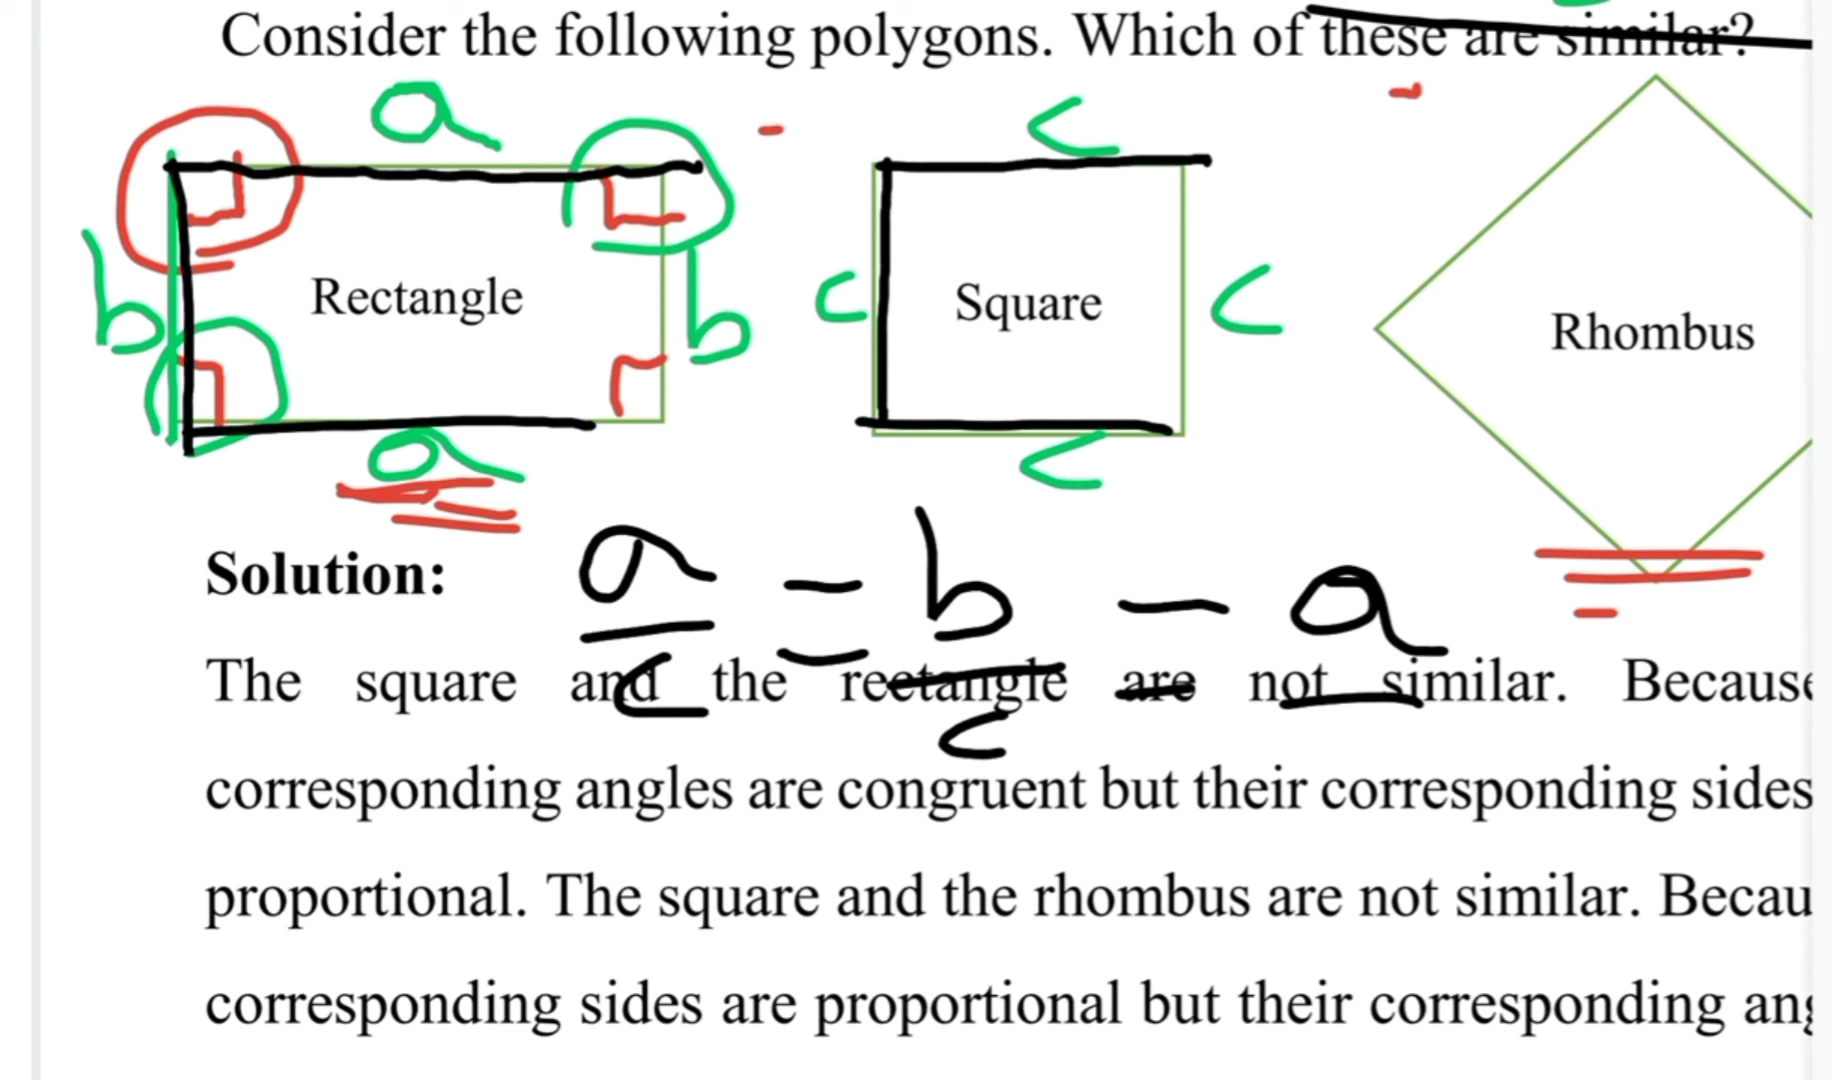 Consider the following polygons. Which of these are similar?
a
c
Rectangle
b
b
c
Square
c
Rhombus
a
c
Solution:
a = b = a
c c
The square and the rectangle are not similar. Because
corresponding angles are congruent but their corresponding sides
proportional. The square and the rhombus are not similar. Becau
corresponding sides are proportional but their corresponding ang